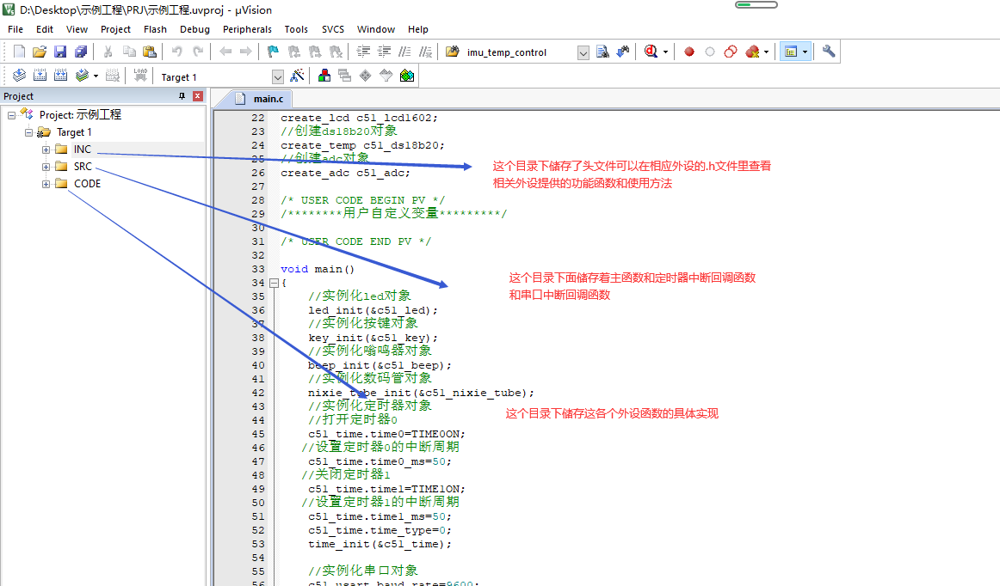 D:\Desktop\示例工程\PRJ\示例工程.uvproj - µVision
File Edit View Project Flash Debug Peripherals Tools SVCS Window Help
imu_temp_control
LOAD
Target 1
Project
main.c
Project: 示例工程
Target 1
INC
SRC
CODE
22 create_lcd c51_lcd1602;
23 //创建ds18b20对象
24 create_temp c51_ds18b20;
25 //创建adc对象
26 create_adc c51_adc;
27
28 /* USER CODE BEGIN PV */
29 /********用户自定义变量*********/
30
31 /* USER CODE END PV */
32
33 void main()
34 {
35 //实例化led对象
36 led_init(&c51_led);
37 //实例化按键对象
38 key_init(&c51_key);
39 //实例化嗡鸣器对象
40 beep_init(&c51_beep);
41 //实例化数码管对象
42 nixie_tube_init(&c51_nixie_tube);
43 //实例化定时器对象
44 //打开定时器0
45 c51_time.time0=TIME0ON;
46 //设置定时器0的中断周期
47 c51_time.time0_ms=50;
48 //关闭定时器1
49 c51_time.time1=TIME1ON;
50 //设置定时器1的中断周期
51 c51_time.time1_ms=50;
52 c51_time.time_type=0;
53 time_init(&c51_time);
54
55 //实例化串口对象
56 c51_usart.baud_rate=9600;
这个目录下储存了头文件可以在相应外设的.h文件里查看
相关外设提供的功能函数和使用方法
这个目录下面储存着主函数和定时器中断回调函数
和串口中断回调函数
这个目录下储存这各个外设函数的具体实现